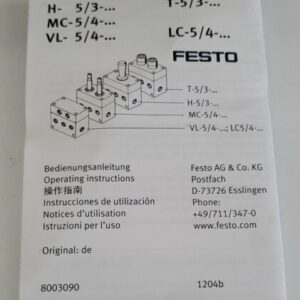 H- 5/3-... T-5/3-...
MC-5/4-...
VL- 5/4-... LC-5/4-...
FESTO
T-5/3-...
H-5/3-...
MC-5/4-...
VL-5/4-...; LC5/4-...
Bedienungsanleitung
Operating instructions
操作指南
Instrucciones de utilización
Notices d'utilisation
Istruzioni per l'uso
Festo AG & Co. KG
Postfach
D-73726 Esslingen
Phone:
+49/711/347-0
www.festo.com
Original: de
8003090 1204b